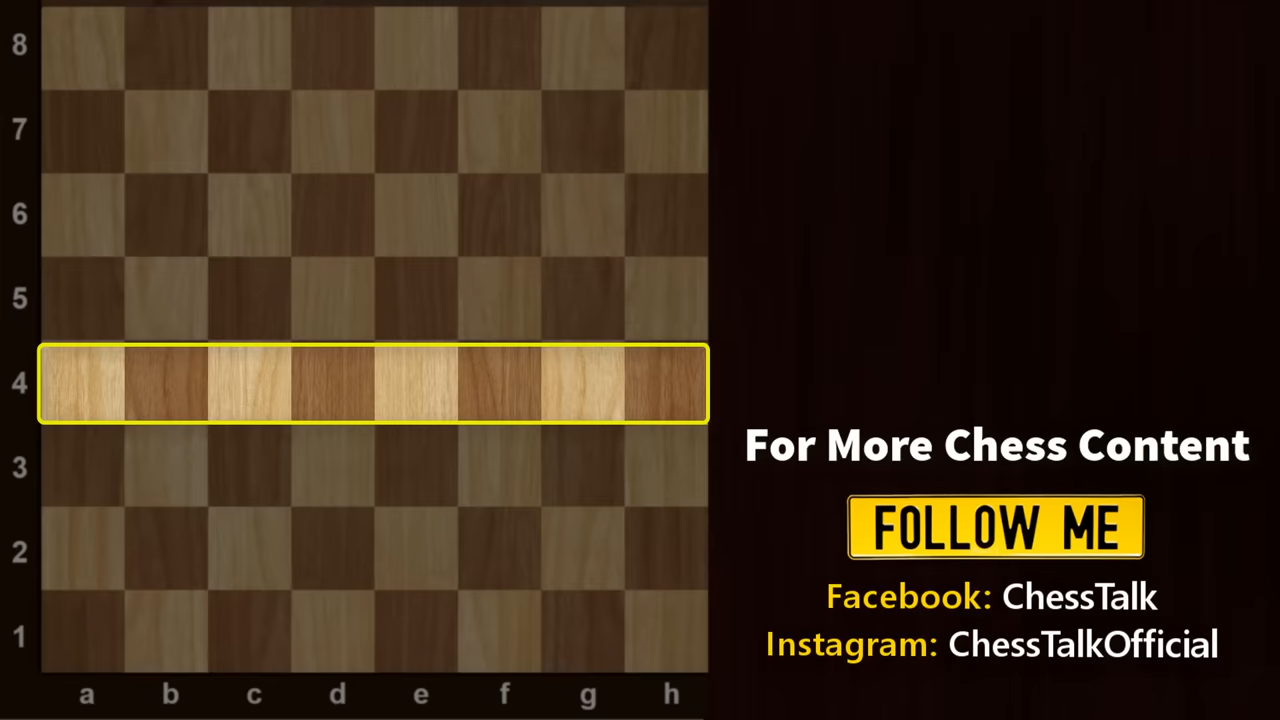 8
7
6
5
4
3
2
1
a b c d e f g h
For More Chess Content
FOLLOW ME
Facebook: ChessTalk
Instagram: ChessTalkOfficial